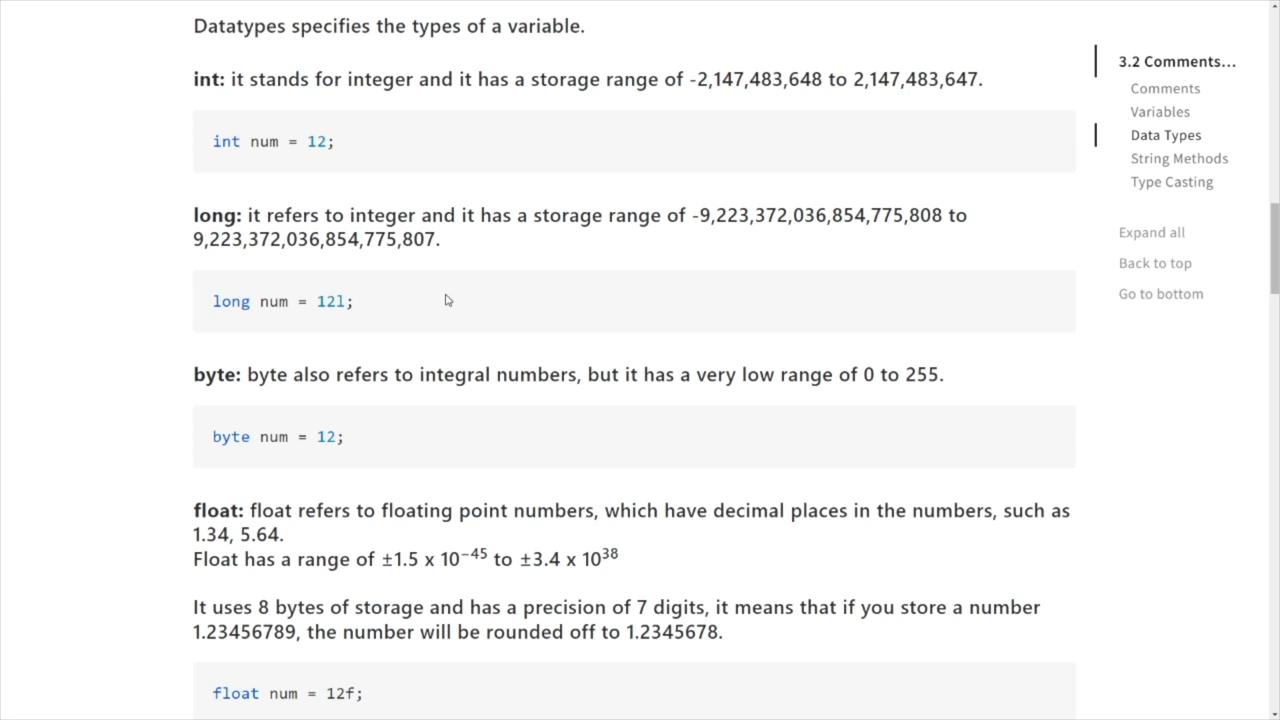 Datatypes specifies the types of a variable.
int: it stands for integer and it has a storage range of -2,147,483,648 to 2,147,483,647.
int num = 12;
long: it refers to integer and it has a storage range of -9,223,372,036,854,775,808 to
9,223,372,036,854,775,807.
long num = 12l;
byte: byte also refers to integral numbers, but it has a very low range of 0 to 255.
byte num = 12;
float: float refers to floating point numbers, which have decimal places in the numbers, such as
1.34, 5.64.
Float has a range of ±1.5 x 10⁻⁴⁵ to ±3.4 x 10³⁸
It uses 8 bytes of storage and has a precision of 7 digits, it means that if you store a number
1.23456789, the number will be rounded off to 1.2345678.
float num = 12f;
3.2 Comments...
Comments
Variables
Data Types
String Methods
Type Casting
Expand all
Back to top
Go to bottom